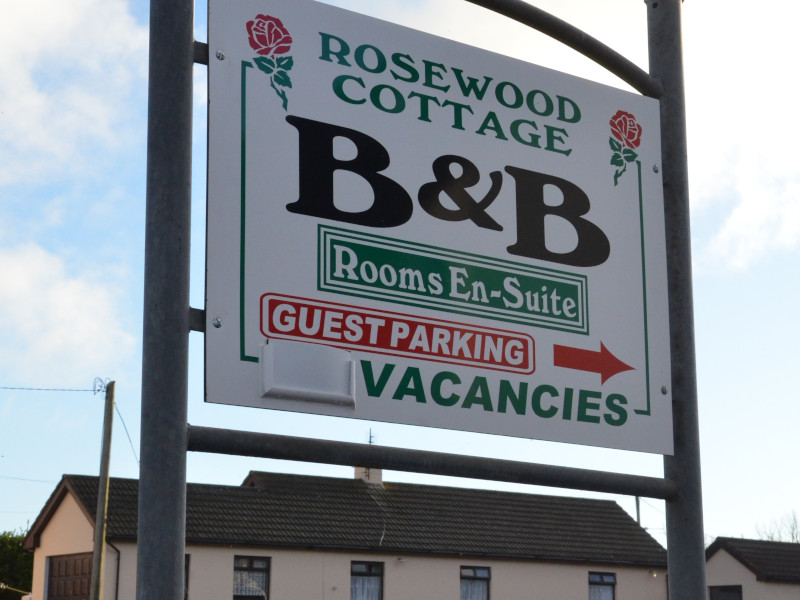 ROSEWOOD
COTTAGE
B&B
Rooms En-Suite
GUEST PARKING
VACANCIES